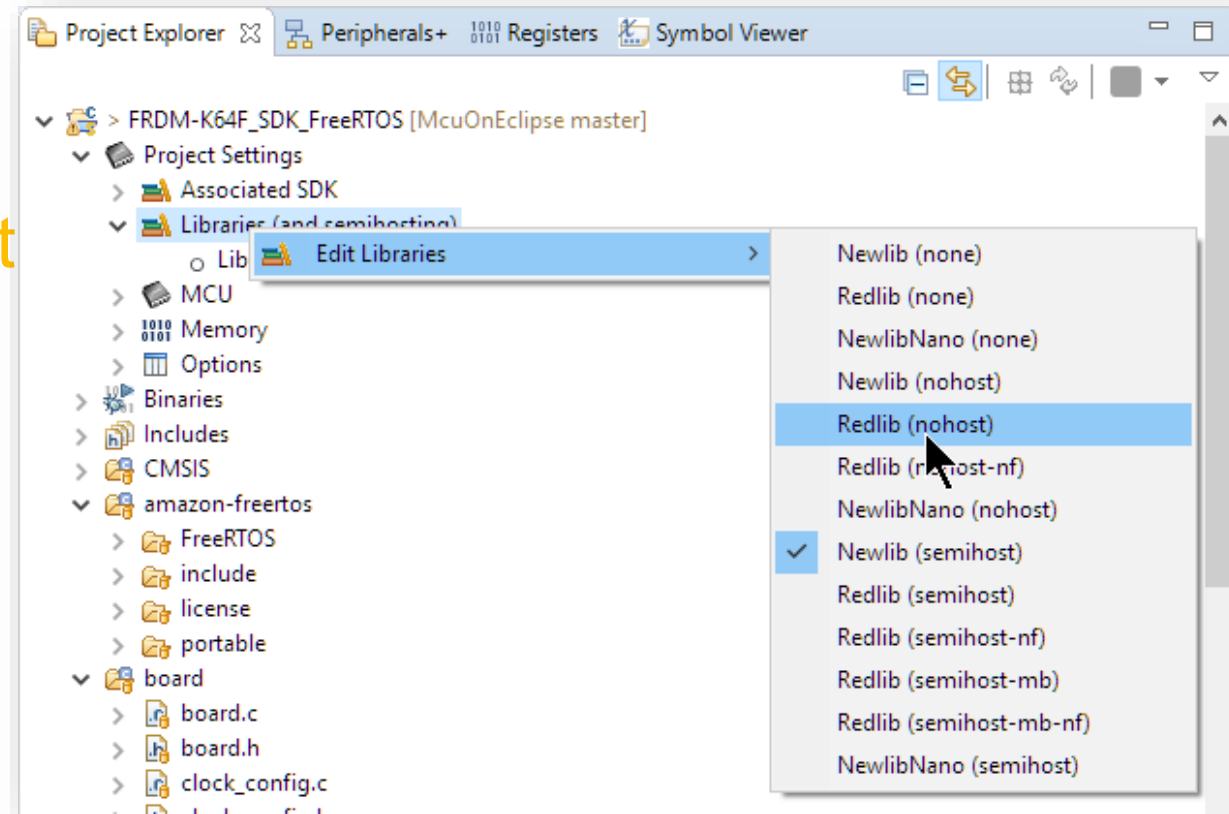 Project Explorer Peripherals+ Registers Symbol Viewer
> FRDM-K64F_SDK_FreeRTOS [McuOnEclipse master]
Project Settings
Associated SDK
t
Libraries (and semihosting)
Lib
Edit Libraries
MCU
Memory
Options
Binaries
Includes
CMSIS
amazon-freertos
FreeRTOS
include
license
portable
board
board.c
board.h
clock_config.c
Newlib (none)
Redlib (none)
NewlibNano (none)
Newlib (nohost)
Redlib (nohost)
Redlib (nohost-nf)
NewlibNano (nohost)
Newlib (semihost)
Redlib (semihost)
Redlib (semihost-nf)
Redlib (semihost-mb)
Redlib (semihost-mb-nf)
NewlibNano (semihost)